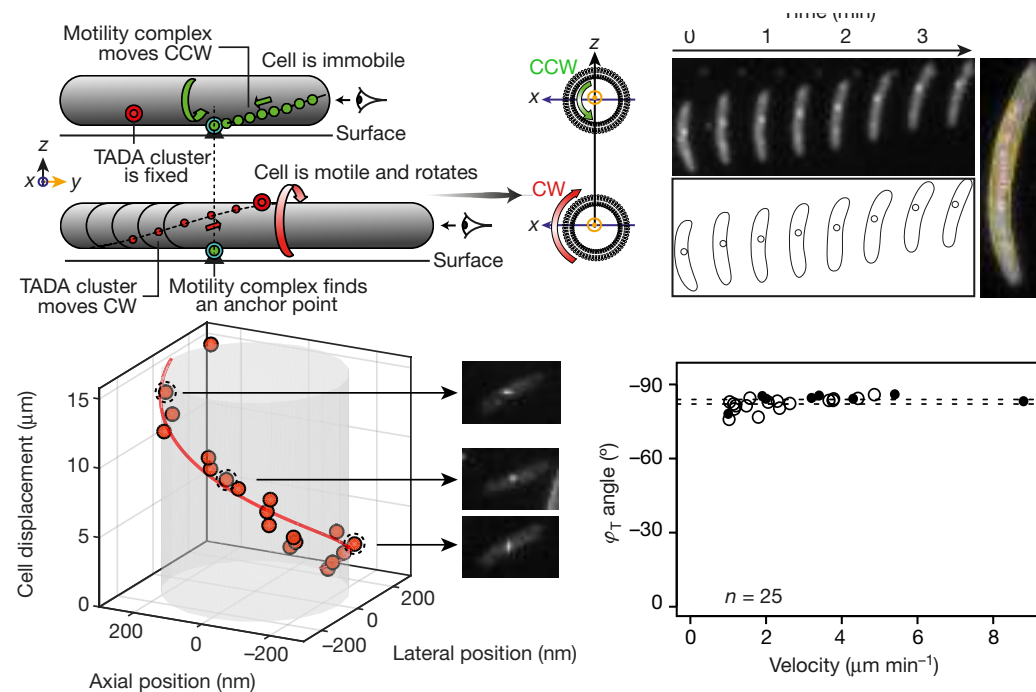 Motility complex
moves CCW
Cell is immobile
TADA cluster
is fixed
Surface
z
x
y
Cell is motile and rotates
TADA cluster
moves CW
Motility complex finds
an anchor point
Surface
z
CCW
x
CW
x
Time (min)
0 1 2 3
Cell displacement (μm)
15
10
5
0
200
0
−200
Axial position (nm)
−200
0
200
Lateral position (nm)
φT angle (º)
−90
−60
−30
0
n = 25
0 2 4 6 8
Velocity (μm min⁻¹)